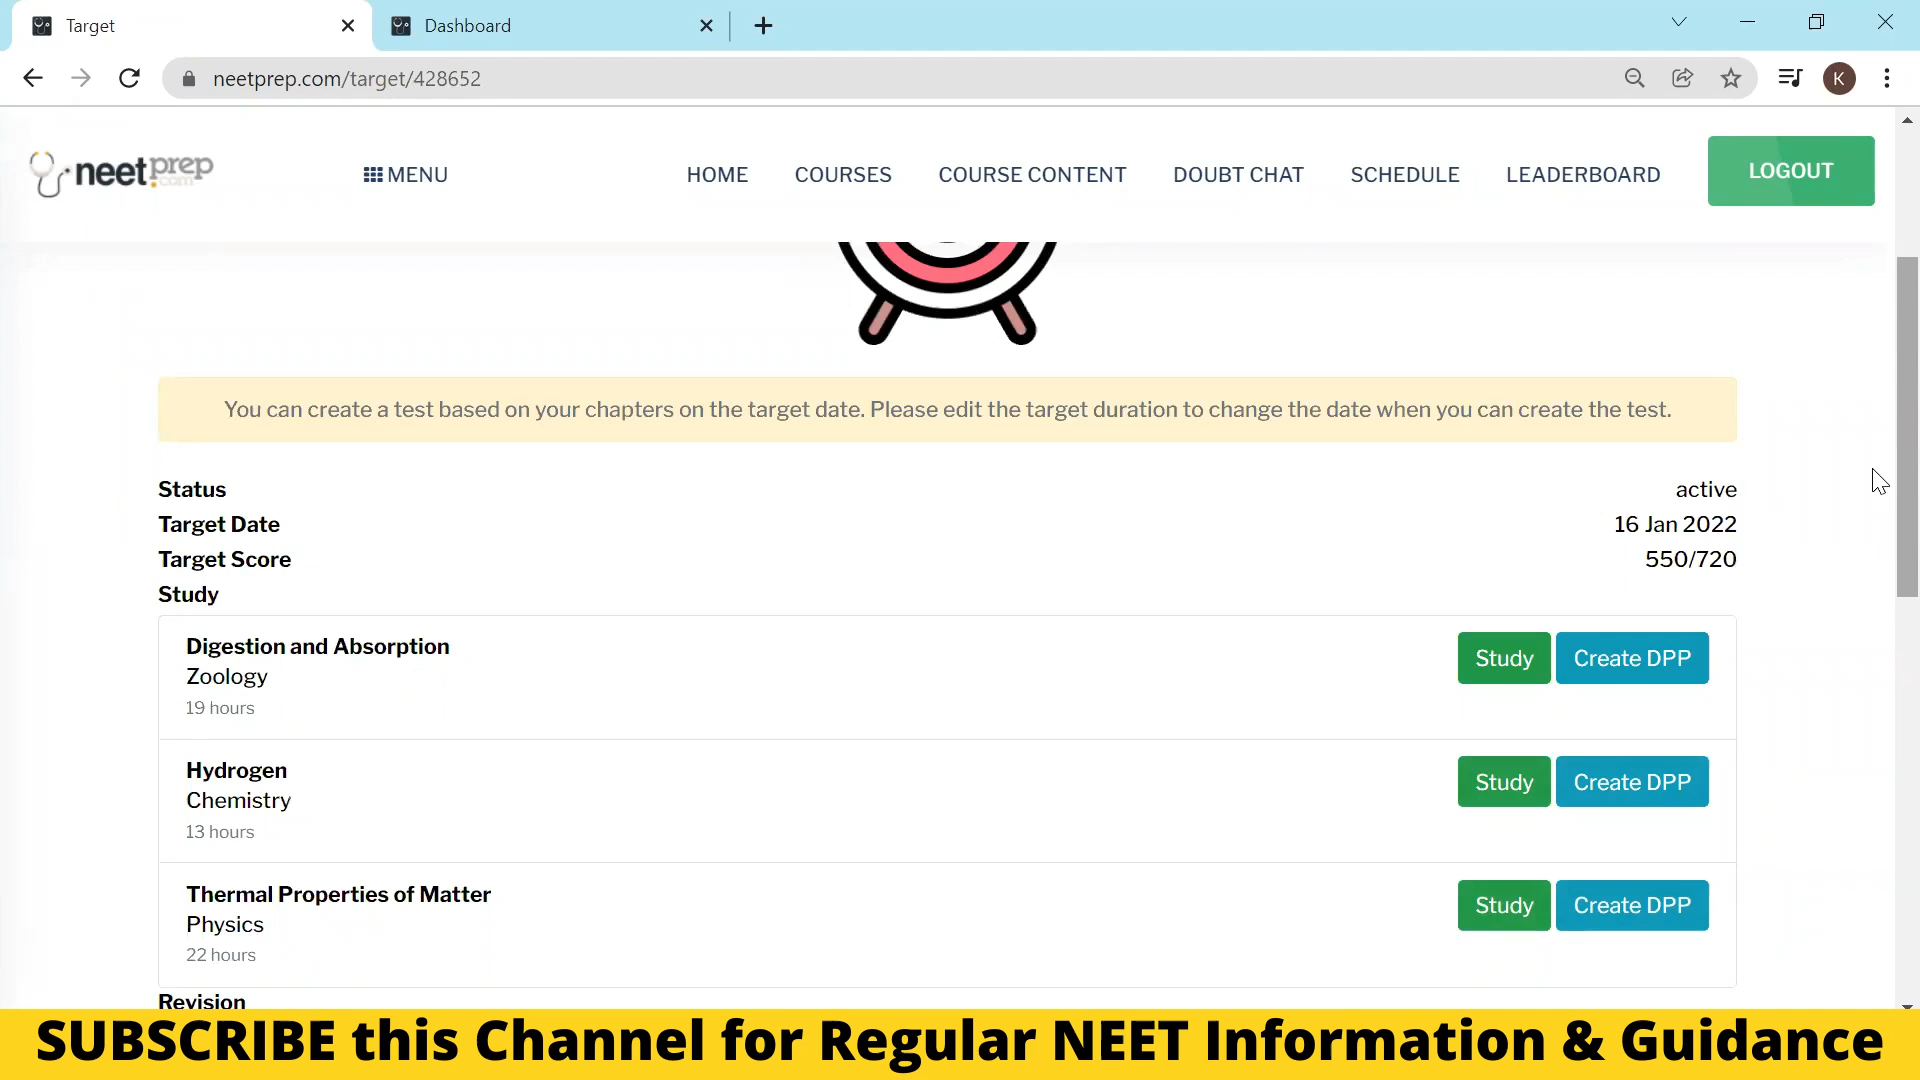 Target
Dashboard
neetprep.com/target/428652
K
neetprep
.com
MENU
HOME
COURSES
COURSE CONTENT
DOUBT CHAT
SCHEDULE
LEADERBOARD
LOGOUT
You can create a test based on your chapters on the target date. Please edit the target duration to change the date when you can create the test.
Status active
Target Date 16 Jan 2022
Target Score 550/720
Study
Digestion and Absorption
Zoology
19 hours
Study
Create DPP
Hydrogen
Chemistry
13 hours
Study
Create DPP
Thermal Properties of Matter
Physics
22 hours
Study
Create DPP
Revision
SUBSCRIBE this Channel for Regular NEET Information & Guidance